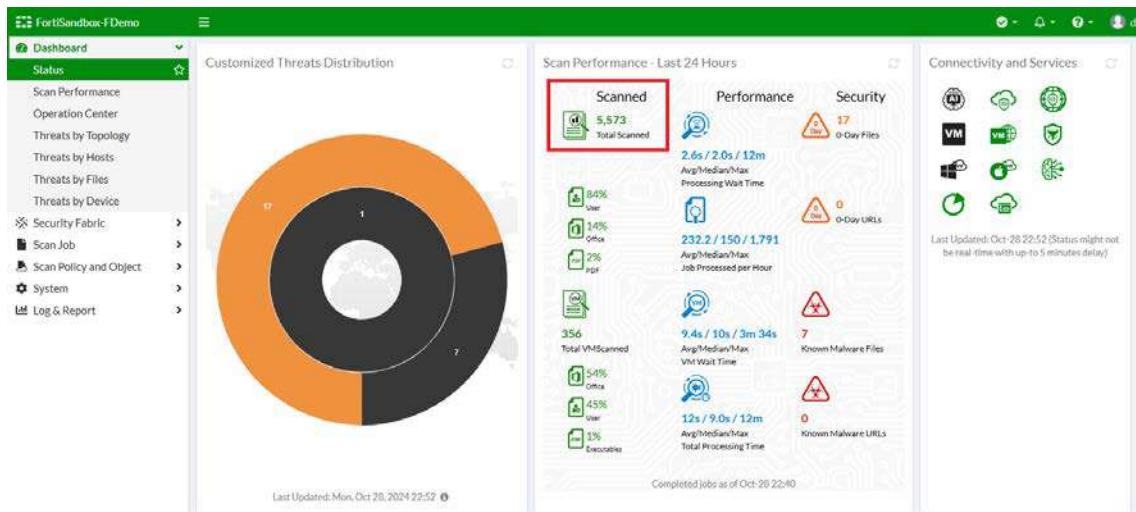 FortiSandbox-FDemo
Dashboard
Status
Scan Performance
Operation Center
Threats by Topology
Threats by Hosts
Threats by Files
Threats by Device
Security Fabric
Scan Job
Scan Policy and Object
System
Log & Report
Customized Threats Distribution
17
1
7
Last Updated: Mon, Oct 28, 2024 22:52
Scan Performance - Last 24 Hours
Scanned
5,573
Total Scanned
84%
User
14%
Office
2%
PDF
356
Total VMScanned
54%
Office
45%
User
1%
Executables
Performance
2.6s / 2.0s / 12m
Avg/Median/Max
Processing Wait Time
232.2 / 150 / 1,791
Avg/Median/Max
Job Processed per Hour
9.4s / 10s / 3m 34s
Avg/Median/Max
VM Wait Time
12s / 9.0s / 12m
Avg/Median/Max
Total Processing Time
Security
0
Day
17
0-Day Files
0
Day
0
0-Day URLs
7
Known Malware Files
0
Known Malware URLs
Completed jobs as of Oct-28 22:40
Connectivity and Services
AI
VM
VM
Last Updated: Oct-28 22:52 (Status might not
be real-time with up-to 5 minutes delay)